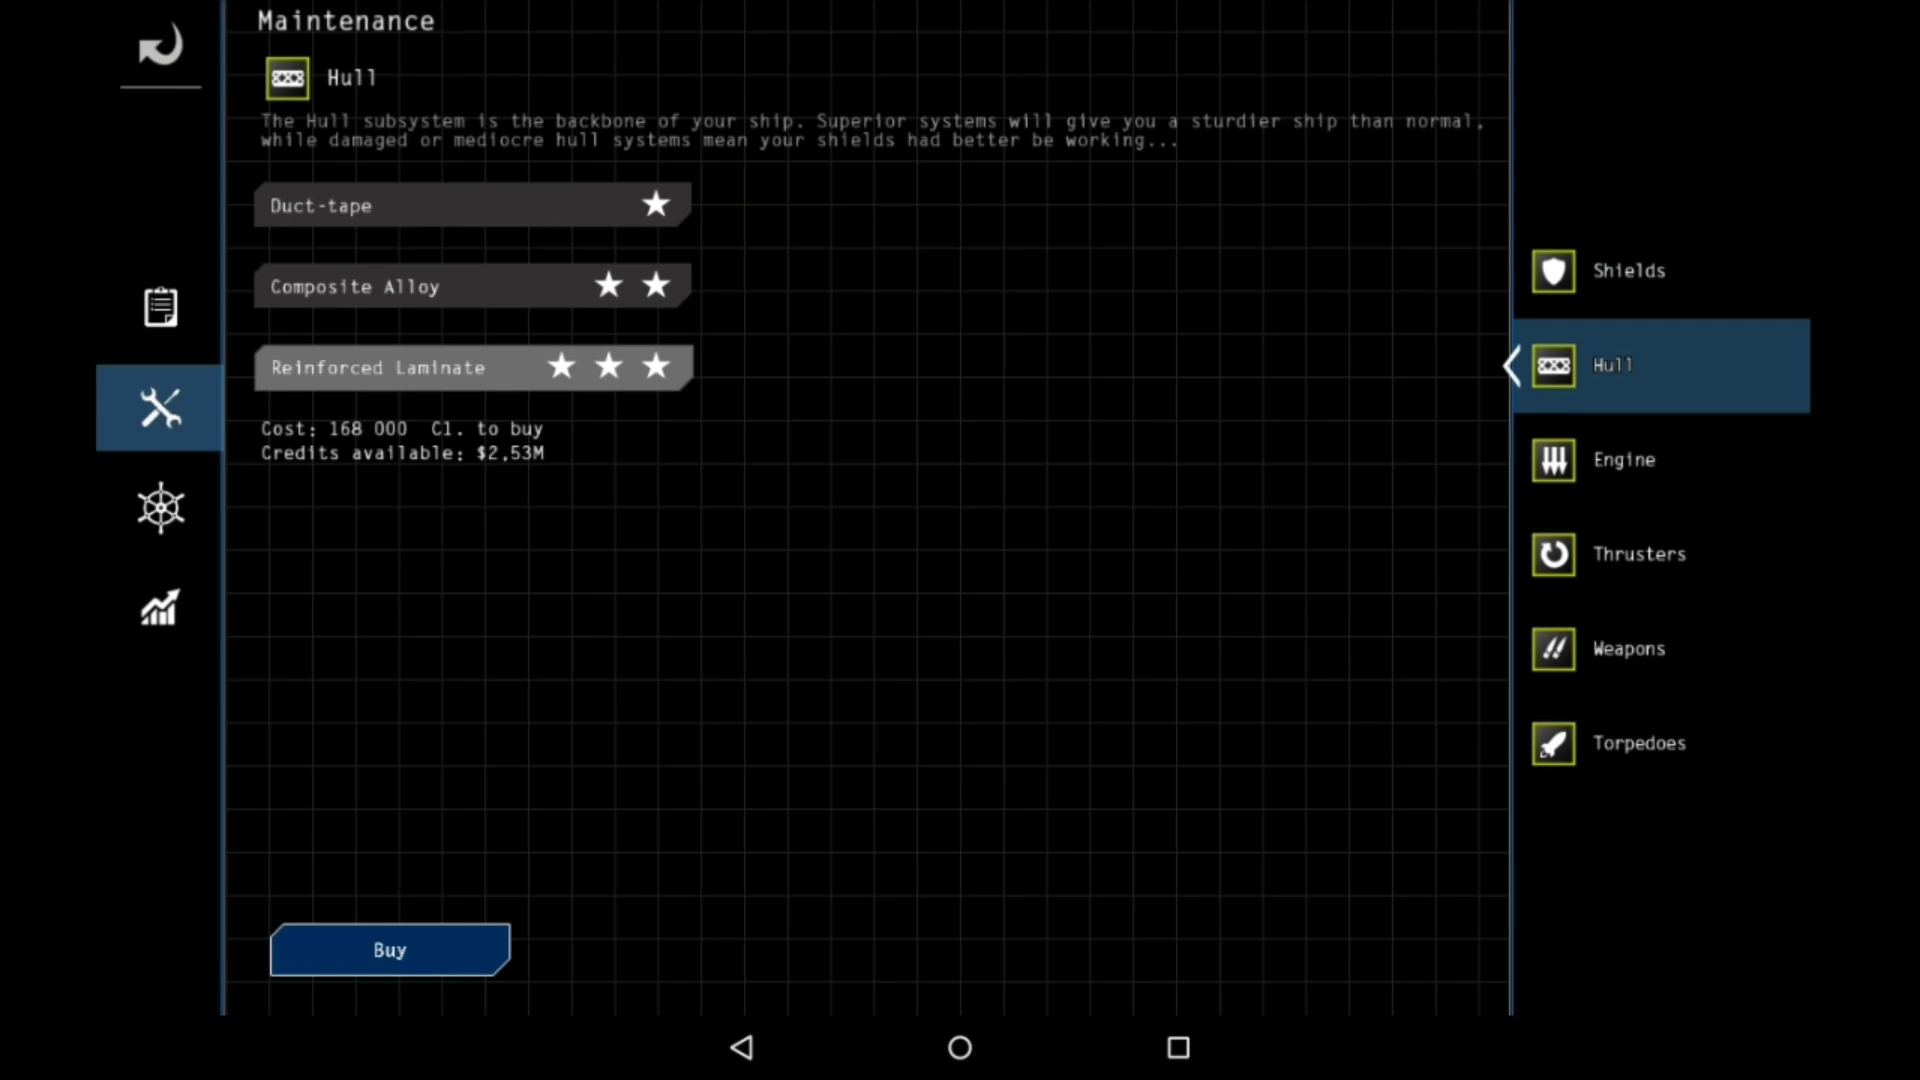 Maintenance
Hull
The Hull subsystem is the backbone of your ship. Superior systems will give you a sturdier ship than normal,
while damaged or mediocre hull systems mean your shields had better be working...
Duct-tape
Composite Alloy
Reinforced Laminate
Cost: 168 000 Cl. to buy
Credits available: $2,53M
Buy
Shields
Hull
Engine
Thrusters
Weapons
Torpedoes